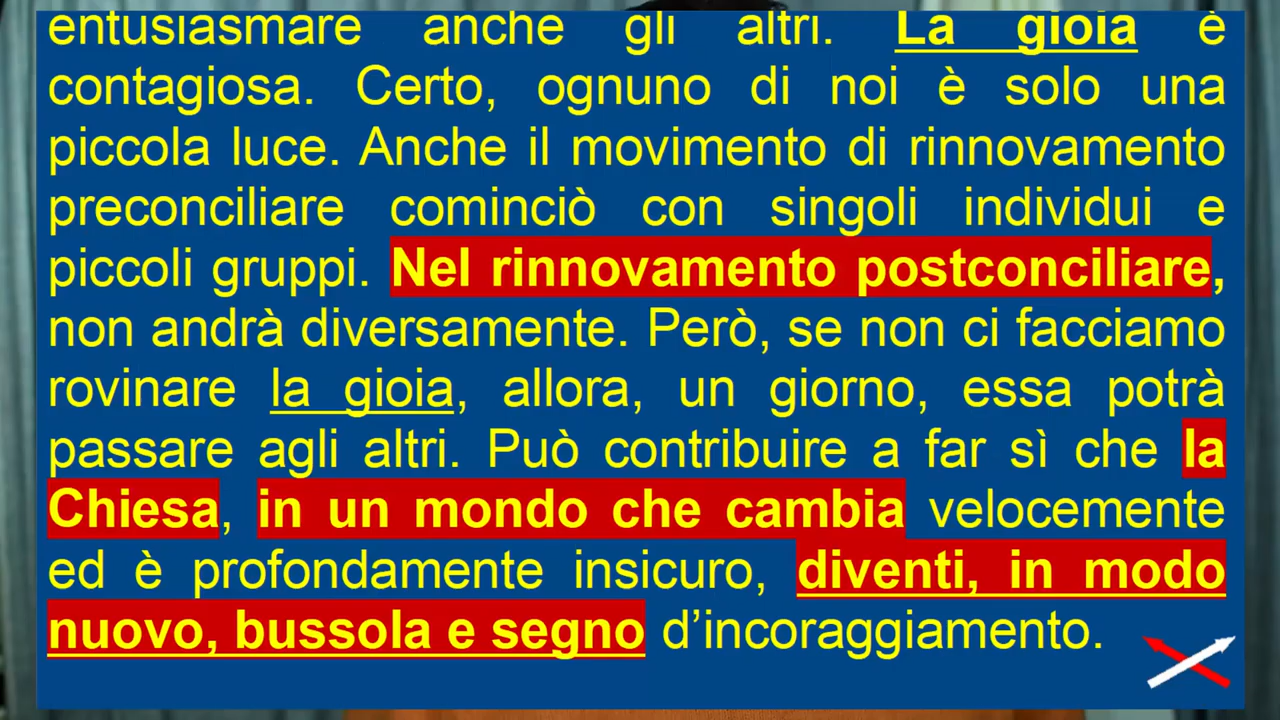 entusiasmare anche gli altri. La gioia è
contagiosa. Certo, ognuno di noi è solo una
piccola luce. Anche il movimento di rinnovamento
preconciliare cominciò con singoli individui e
piccoli gruppi. Nel rinnovamento postconciliare,
non andrà diversamente. Però, se non ci facciamo
rovinare la gioia, allora, un giorno, essa potrà
passare agli altri. Può contribuire a far sì che la
Chiesa, in un mondo che cambia velocemente
ed è profondamente insicuro, diventi, in modo
nuovo, bussola e segno d’incoraggiamento.